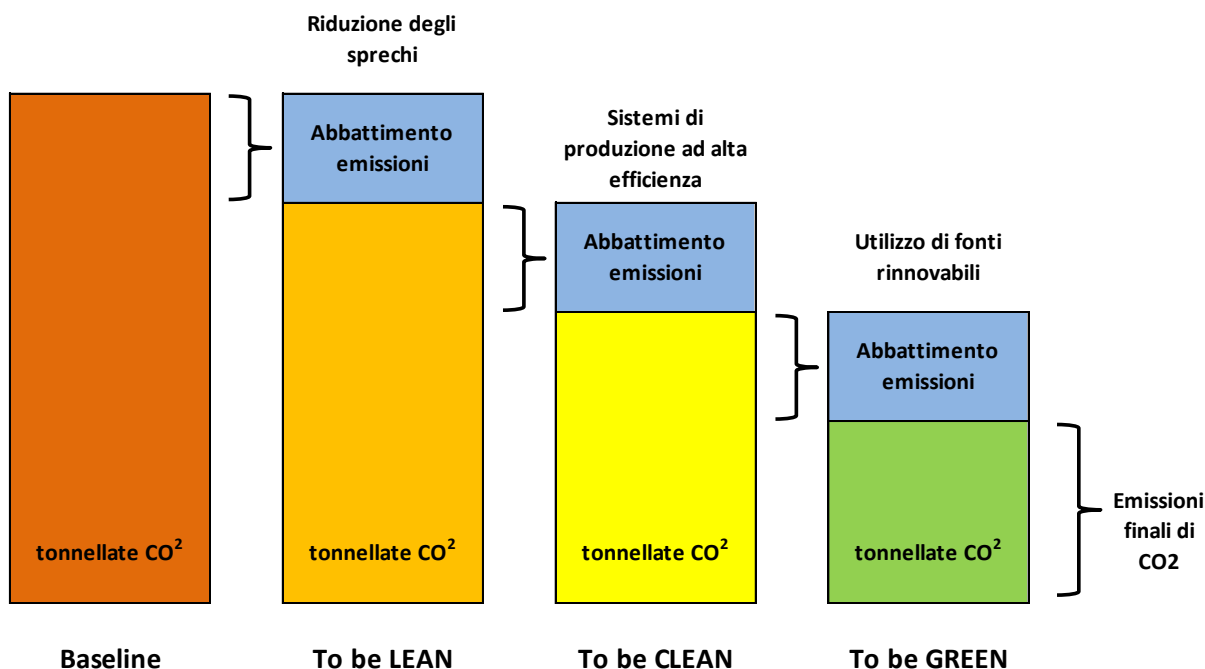 Riduzione degli
sprechi
Abbattimento
emissioni
Sistemi di
produzione ad alta
efficienza
Abbattimento
emissioni
Utilizzo di fonti
rinnovabili
Abbattimento
emissioni
tonnellate CO²
tonnellate CO²
tonnellate CO²
tonnellate CO²
Emissioni
finali di
CO2
Baseline
To be LEAN
To be CLEAN
To be GREEN